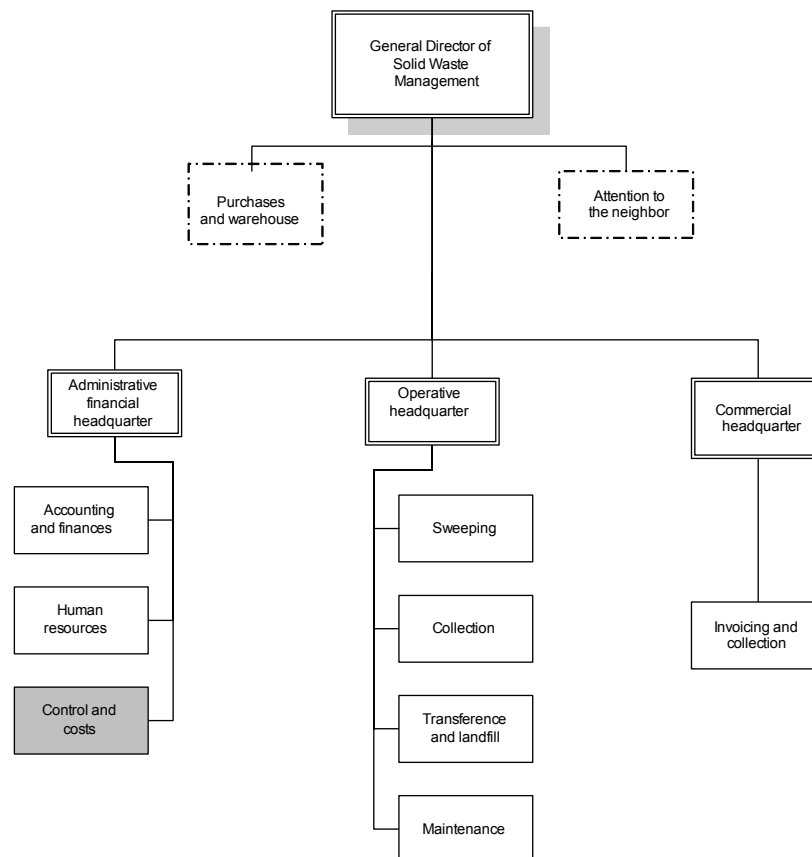 General Director of
Solid Waste
Management
Purchases
and warehouse
Attention to
the neighbor
Administrative
financial
headquarter
Operative
headquarter
Commercial
headquarter
Accounting
and finances
Sweeping
Human
resources
Collection
Invoicing and
collection
Control and
costs
Transference
and landfill
Maintenance